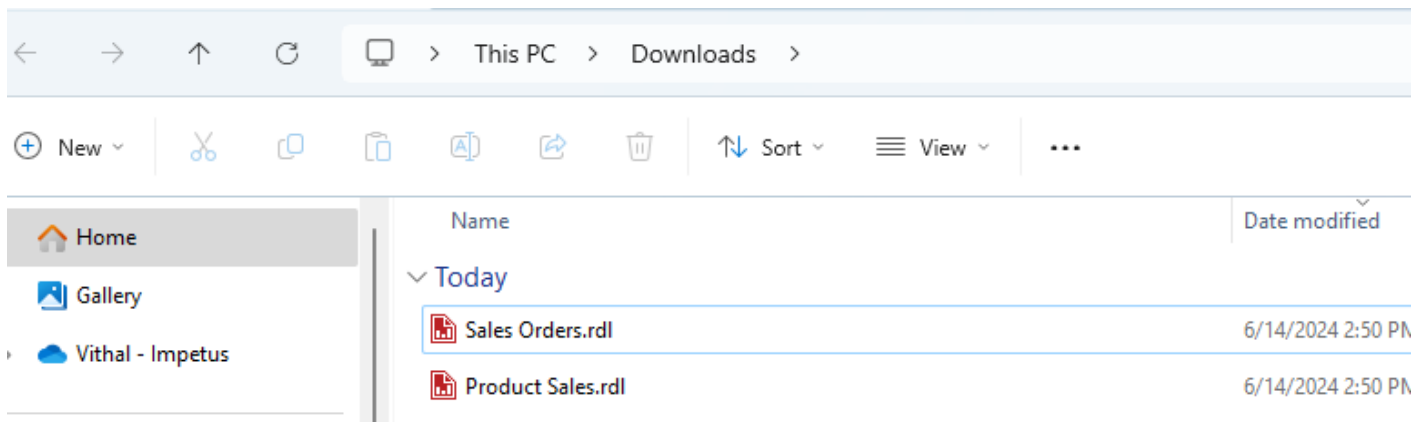 This PC > Downloads >
New Sort View ...
Name Date modified
Home
Today
Gallery
Sales Orders.rdl 6/14/2024 2:50 PM
Vithal - Impetus
Product Sales.rdl 6/14/2024 2:50 PM